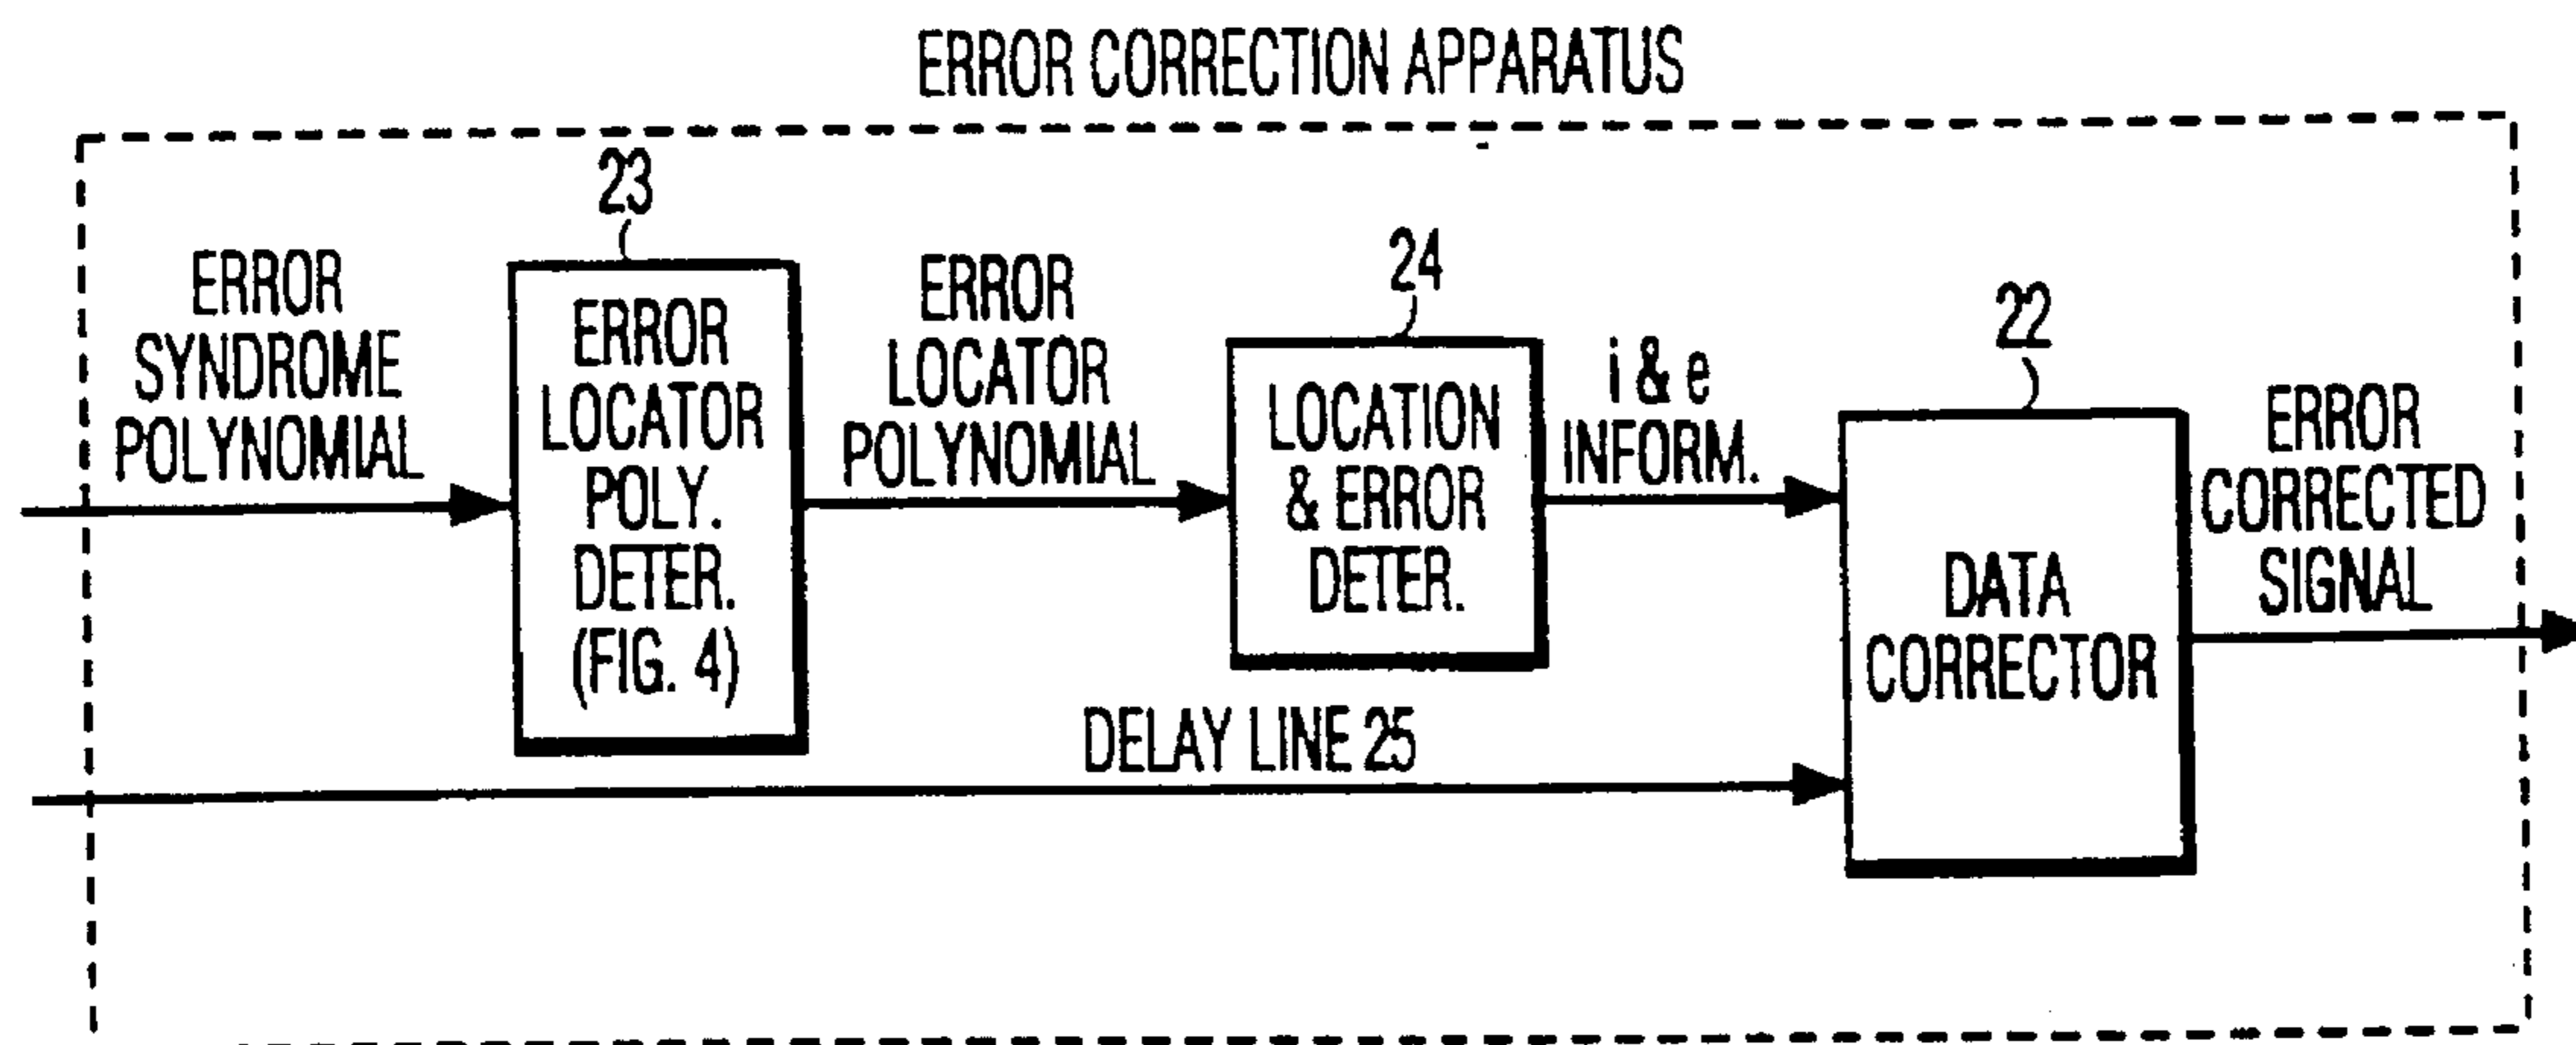 ERROR CORRECTION APPARATUS
23
ERROR
SYNDROME
POLYNOMIAL
ERROR
LOCATOR
POLY.
DETER.
(FIG. 4)
ERROR
LOCATOR
POLYNOMIAL
24
LOCATION
& ERROR
DETER.
i & e
INFORM.
22
DATA
CORRECTOR
ERROR
CORRECTED
SIGNAL
DELAY LINE 25